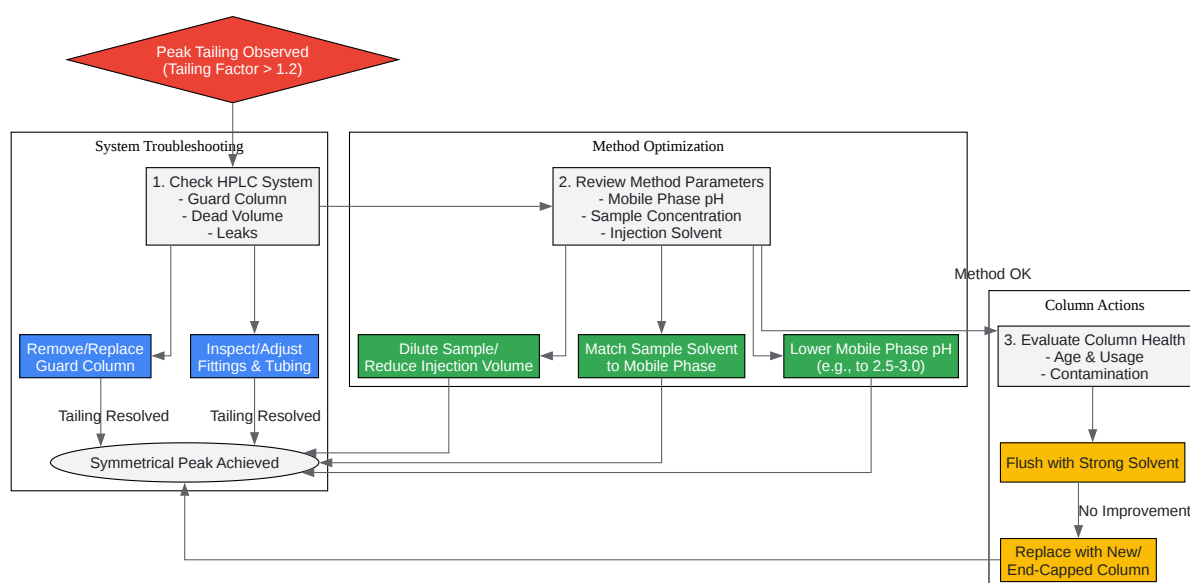 Peak Tailing Observed
(Tailing Factor > 1.2)
System Troubleshooting
1. Check HPLC System
- Guard Column
- Dead Volume
- Leaks
Remove/Replace
Guard Column
Inspect/Adjust
Fittings & Tubing
Tailing Resolved
Tailing Resolved
Symmetrical Peak Achieved
Method Optimization
2. Review Method Parameters
- Mobile Phase pH
- Sample Concentration
- Injection Solvent
Dilute Sample/
Reduce Injection Volume
Match Sample Solvent
to Mobile Phase
Lower Mobile Phase pH
(e.g., to 2.5-3.0)
Method OK
Column Actions
3. Evaluate Column Health
- Age & Usage
- Contamination
Flush with Strong Solvent
No Improvement
Replace with New/
End-Capped Column